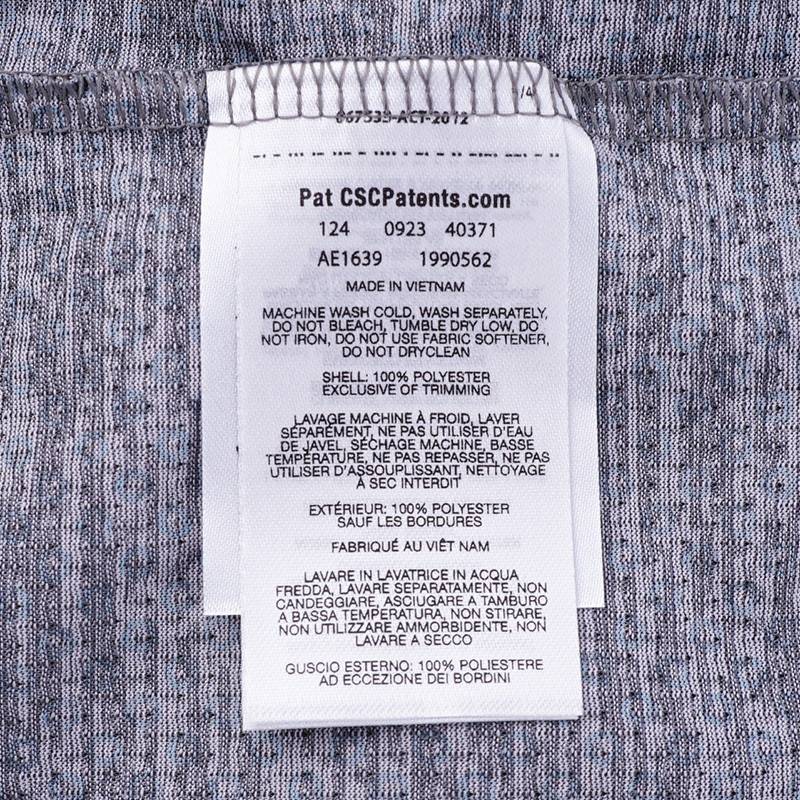 /4
067533-ACT-2012
Pat CSCPatents.com
124 0923 40371
AE1639 1990562
MADE IN VIETNAM
MACHINE WASH COLD, WASH SEPARATELY,
DO NOT BLEACH, TUMBLE DRY LOW, DO
NOT IRON, DO NOT USE FABRIC SOFTENER,
DO NOT DRYCLEAN
SHELL: 100% POLYESTER
EXCLUSIVE OF TRIMMING
LAVAGE MACHINE À FROID, LAVER
SÉPARÉMENT, NE PAS UTILISER D'EAU
DE JAVEL, SÉCHAGE MACHINE, BASSE
TEMPÉRATURE, NE PAS REPASSER, NE PAS
UTILISER D'ASSOUPLISSANT, NETTOYAGE
À SEC INTERDIT
EXTÉRIEUR: 100% POLYESTER
SAUF LES BORDURES
FABRIQUÉ AU VIÊT NAM
LAVARE IN LAVATRICE IN ACQUA
FREDDA, LAVARE SEPARATAMENTE, NON
CANDEGGIARE, ASCIUGARE A TAMBURO
A BASSA TEMPERATURA, NON STIRARE,
NON UTILIZZARE AMMORBIDENTE, NON
LAVARE A SECCO
GUSCIO ESTERNO: 100% POLIESTERE
AD ECCEZIONE DEI BORDINI